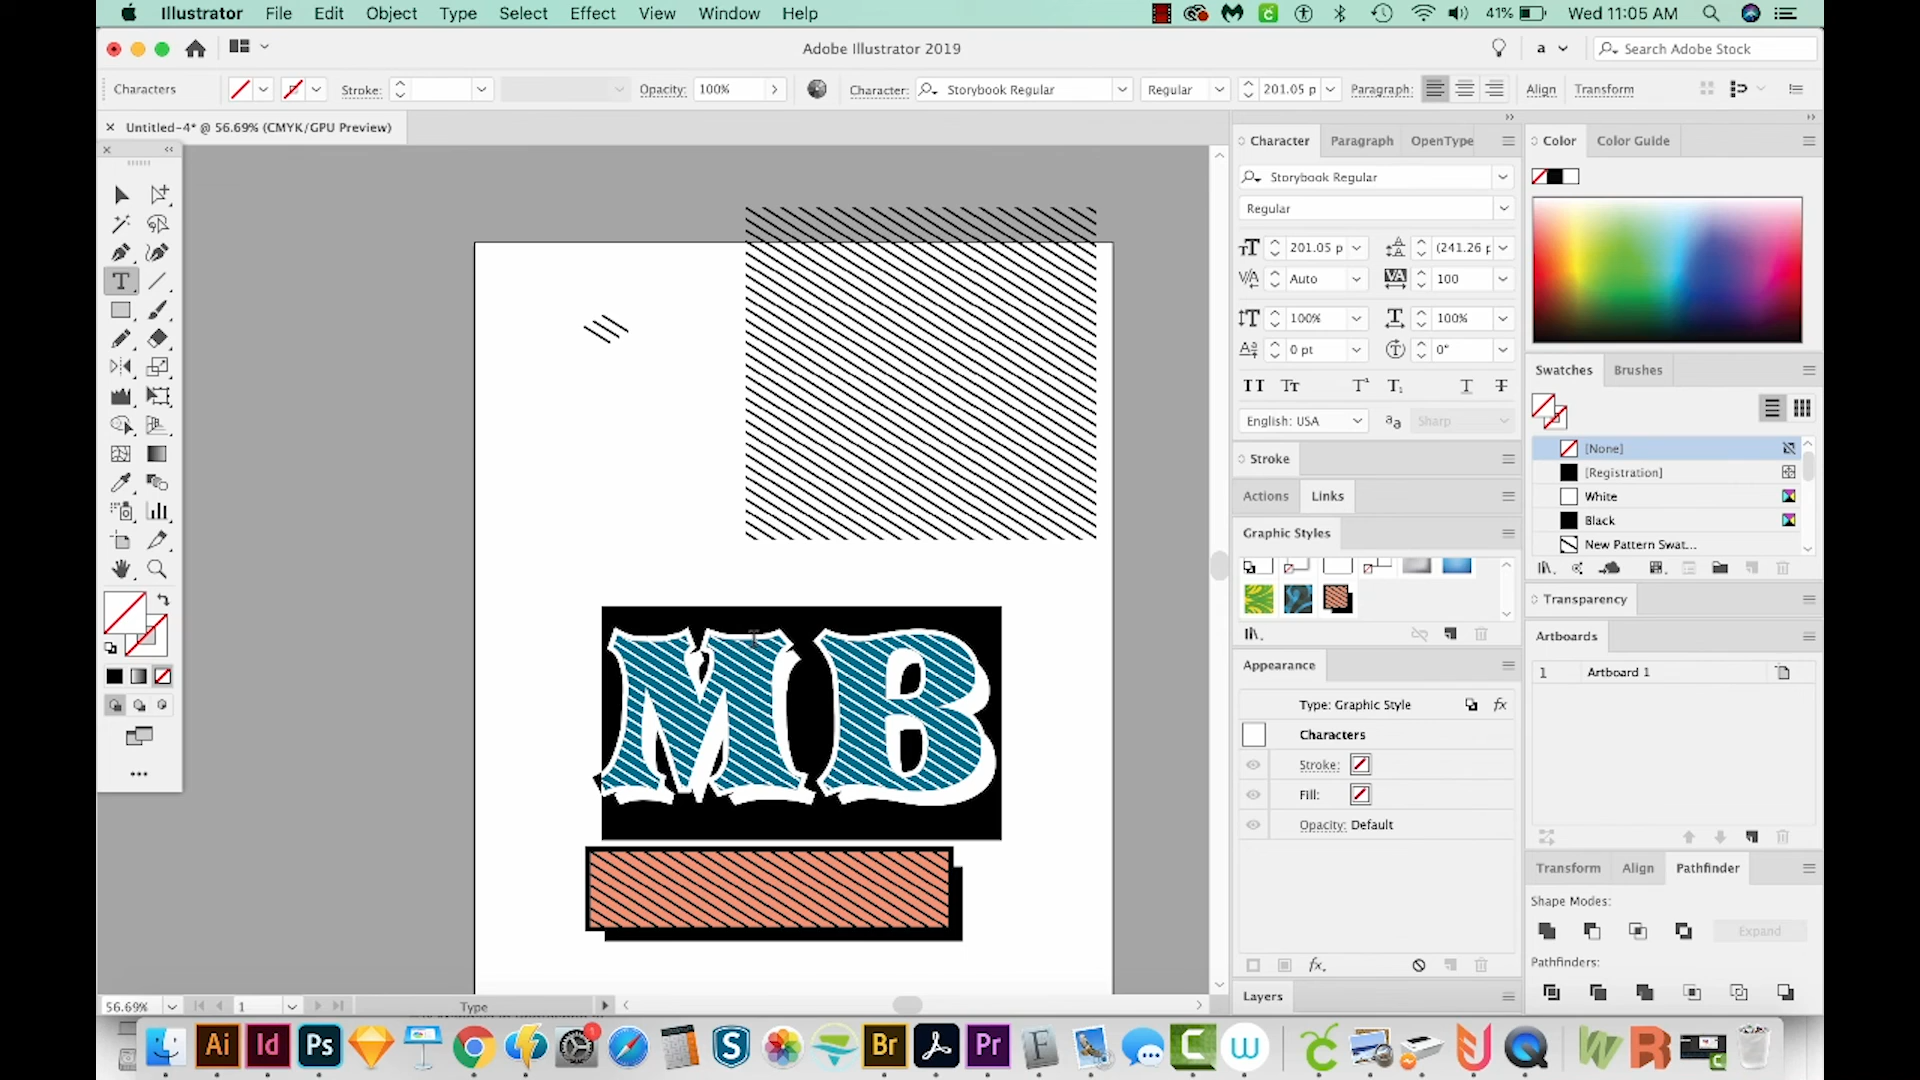 Illustrator File Edit Object Type Select Effect View Window Help 41% Wed 11:05 AM
Adobe Illustrator 2019 a Search Adobe Stock
Characters Stroke: Opacity: 100% Character: Storybook Regular Regular 201.05 p Paragraph: Align Transform
Untitled-4* @ 56.69% (CMYK/GPU Preview)
Character Paragraph OpenType
Storybook Regular
Regular
201.05 p (241.26 p
Auto 100
100% 100%
0 pt 0°
English: USA Sharp
Stroke
Actions Links
Graphic Styles
Appearance
Type: Graphic Style
Characters
Stroke:
Fill:
Opacity: Default
Layers
Color Color Guide
Swatches Brushes
[None]
[Registration]
White
Black
New Pattern Swat...
Transparency
Artboards
1 Artboard 1
Transform Align Pathfinder
Shape Modes:
Expand
Pathfinders:
MB
56.69% 1 Type
Ai Id Ps S Br Pr